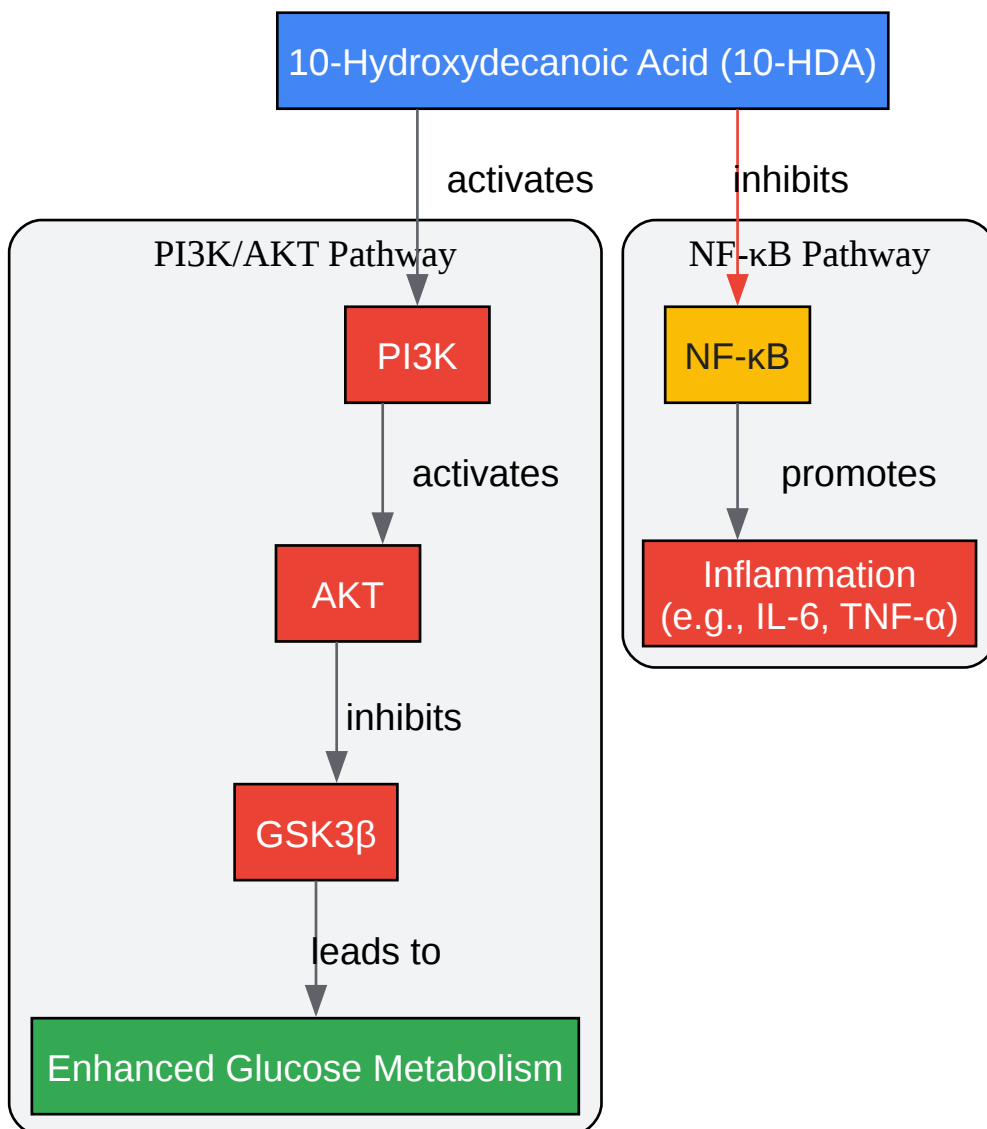 10-Hydroxydecanoic Acid (10-HDA)
activates
inhibits
PI3K/AKT Pathway
NF-κB Pathway
PI3K
NF-κB
activates
promotes
AKT
Inflammation
(e.g., IL-6, TNF-α)
inhibits
GSK3β
leads to
Enhanced Glucose Metabolism